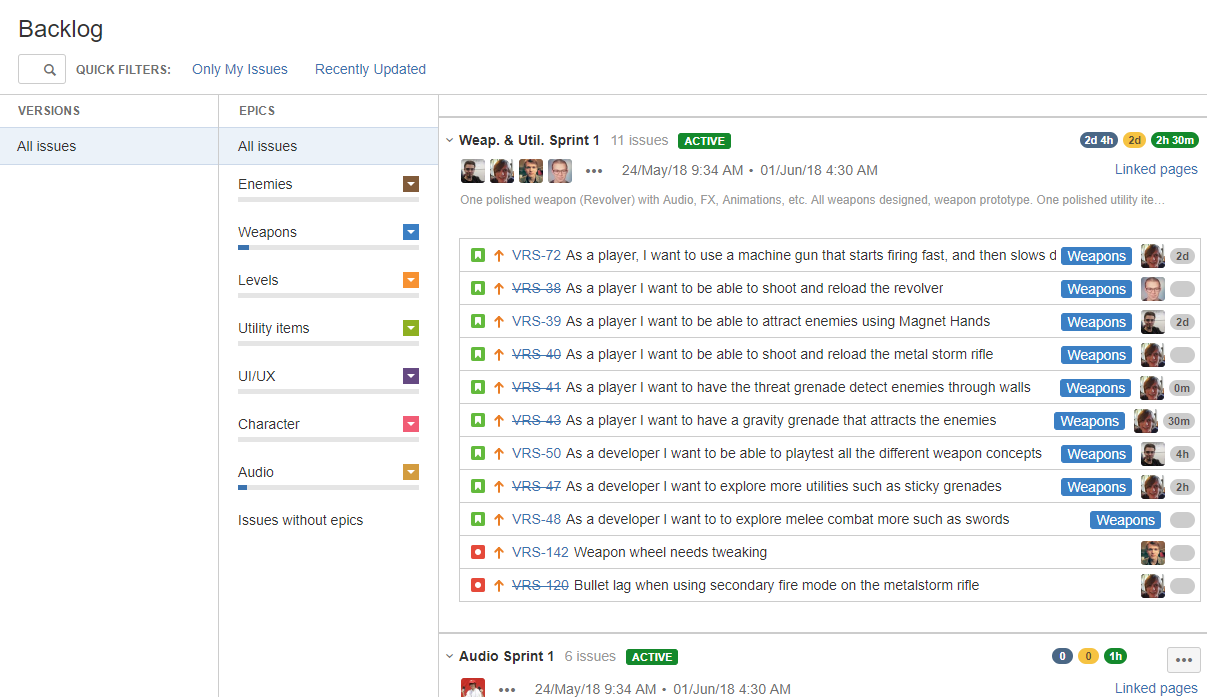 Backlog
QUICK FILTERS: Only My Issues Recently Updated
VERSIONS
All issues
EPICS
All issues
Enemies
Weapons
Levels
Utility items
UI/UX
Character
Audio
Issues without epics
Weap. & Util. Sprint 1 11 issues ACTIVE 2d 4h 2d 2h 30m
••• 24/May/18 9:34 AM • 01/Jun/18 4:30 AM Linked pages
One polished weapon (Revolver) with Audio, FX, Animations, etc. All weapons designed, weapon prototype. One polished utility ite…
VRS-72 As a player, I want to use a machine gun that starts firing fast, and then slows d Weapons 2d
VRS-38 As a player I want to be able to shoot and reload the revolver Weapons
VRS-39 As a player I want to be able to attract enemies using Magnet Hands Weapons 2d
VRS-40 As a player I want to be able to shoot and reload the metal storm rifle Weapons
VRS-41 As a player I want to have the threat grenade detect enemies through walls Weapons 0m
VRS-43 As a player I want to have a gravity grenade that attracts the enemies Weapons 30m
VRS-50 As a developer I want to be able to playtest all the different weapon concepts Weapons 4h
VRS-47 As a developer I want to explore more utilities such as sticky grenades Weapons 2h
VRS-48 As a developer I want to to explore melee combat more such as swords Weapons
VRS-142 Weapon wheel needs tweaking
VRS-120 Bullet lag when using secondary fire mode on the metalstorm rifle
Audio Sprint 1 6 issues ACTIVE 0 0 1h •••
••• 24/May/18 9:34 AM • 01/Jun/18 4:30 AM Linked pages